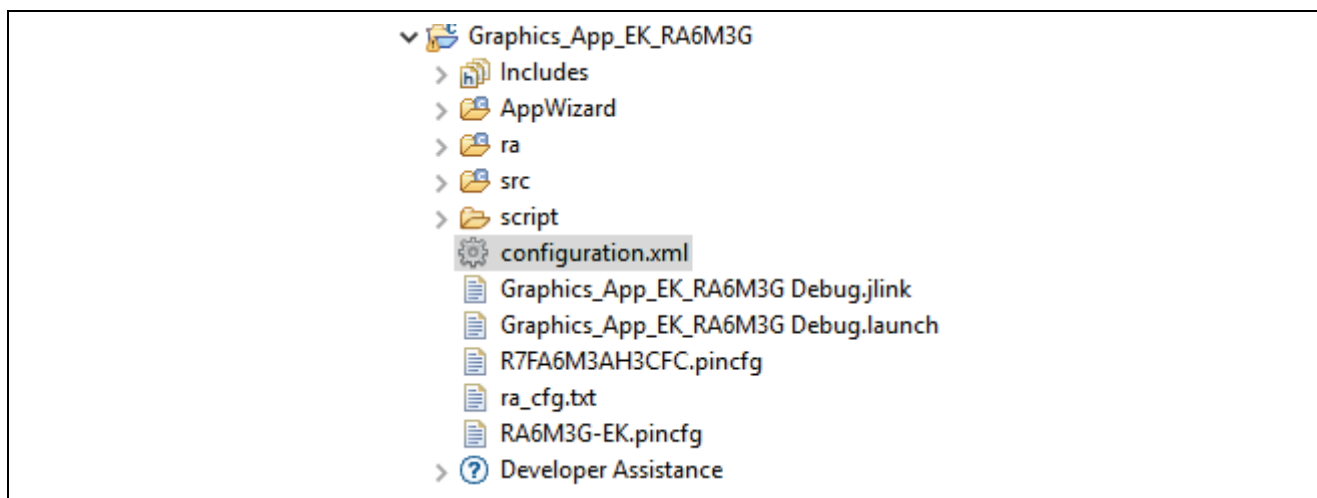 Graphics_App_EK_RA6M3G
Includes
AppWizard
ra
src
script
configuration.xml
Graphics_App_EK_RA6M3G Debug.jlink
Graphics_App_EK_RA6M3G Debug.launch
R7FA6M3AH3CFC.pincfg
ra_cfg.txt
RA6M3G-EK.pincfg
Developer Assistance